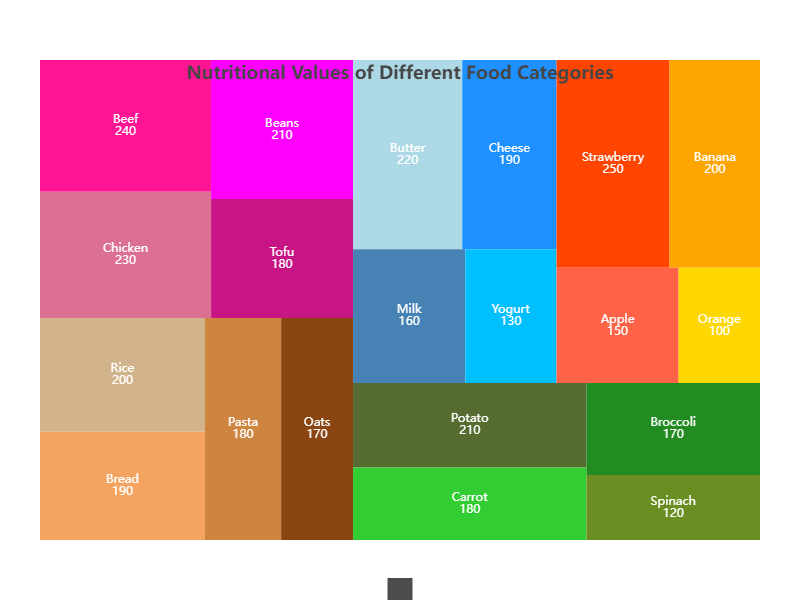 Nutritional Values of Different Food Categories
Beef
240
Beans
210
Butter
220
Cheese
190
Strawberry
250
Banana
200
Chicken
230
Tofu
180
Milk
160
Yogurt
130
Apple
150
Orange
100
Rice
200
Pasta
180
Oats
170
Potato
210
Broccoli
170
Bread
190
Carrot
180
Spinach
120